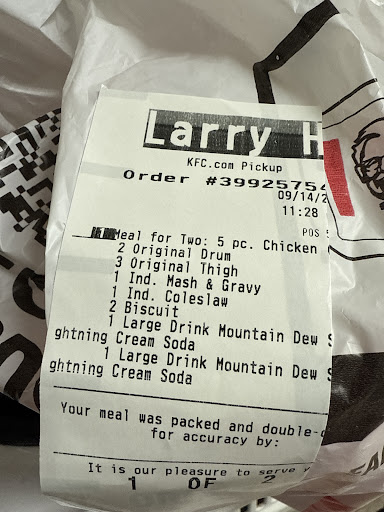 Larry H
KFC.com Pickup
Order #39925754
09/14/2
11:28
POS 5
Meal for Two: 5 pc. Chicken
2 Original Drum
3 Original Thigh
1 Ind. Mash & Gravy
1 Ind. Coleslaw
2 Biscuit
1 Large Drink Mountain Dew S
ghtning Cream Soda
1 Large Drink Mountain Dew S
ghtning Cream Soda
Your meal was packed and double-c
for accuracy by:
It is our pleasure to serve
1 OF 2